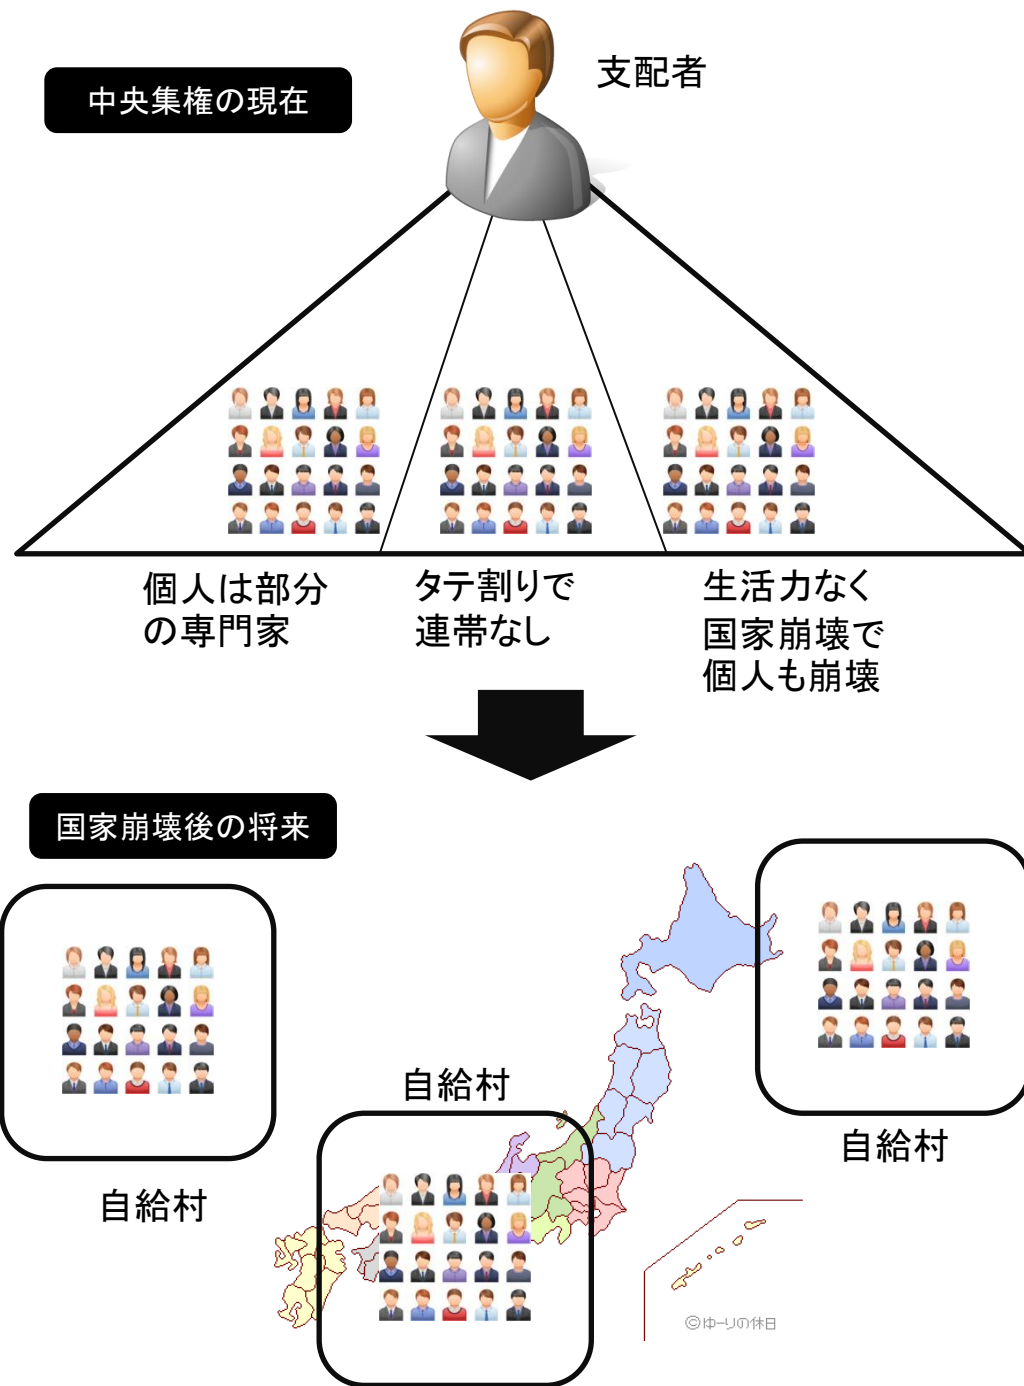 支配者
中央集権の現在
個人は部分
の専門家
タテ割りで
連帯なし
生活力なく
国家崩壊で
個人も崩壊
国家崩壊後の将来
自給村
自給村
自給村
©ゆーりの休日